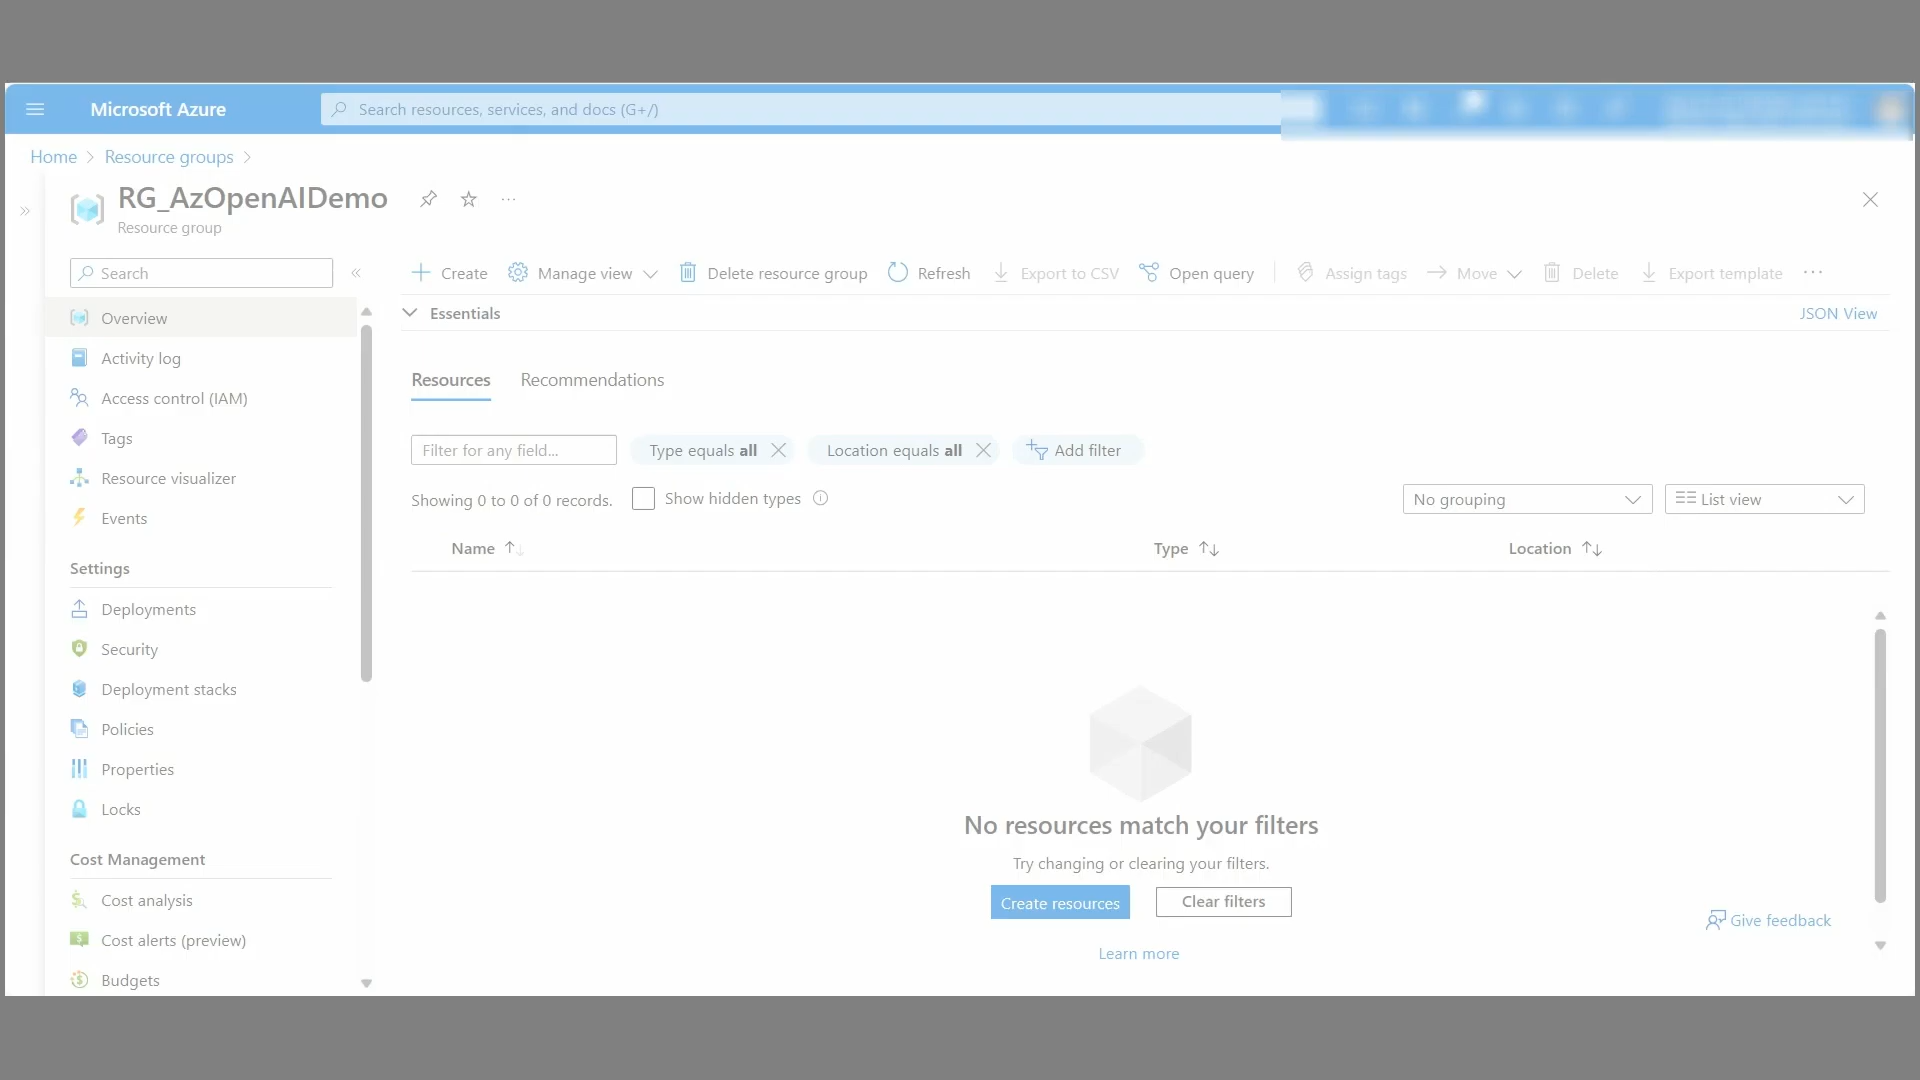 Microsoft Azure
Search resources, services, and docs (G+/)
Home
Resource groups
RG_AzOpenAIDemo
Resource group
Search
Create
Manage view
Delete resource group
Refresh
Export to CSV
Open query
Assign tags
Move
Delete
Export template
Essentials
JSON View
Overview
Activity log
Access control (IAM)
Tags
Resource visualizer
Events
Settings
Deployments
Security
Deployment stacks
Policies
Properties
Locks
Cost Management
Cost analysis
Cost alerts (preview)
Budgets
Resources
Recommendations
Filter for any field...
Type equals all
Location equals all
Add filter
Showing 0 to 0 of 0 records.
Show hidden types
No grouping
List view
Name
Type
Location
No resources match your filters
Try changing or clearing your filters.
Create resources
Clear filters
Learn more
Give feedback